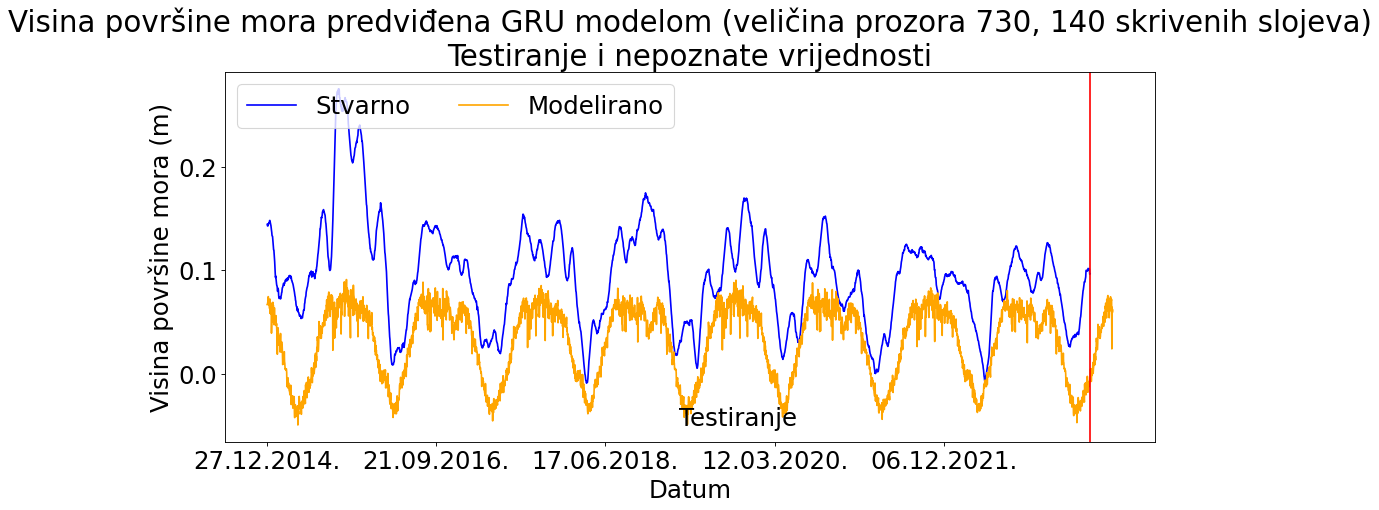 Visina površine mora predviđena GRU modelom (veličina prozora 730, 140 skrivenih slojeva)
Testiranje i nepoznate vrijednosti
Stvarno
Modelirano
Visina površine mora (m)
0.2
0.1
0.0
Testiranje
27.12.2014.
21.09.2016.
17.06.2018.
12.03.2020.
06.12.2021.
Datum